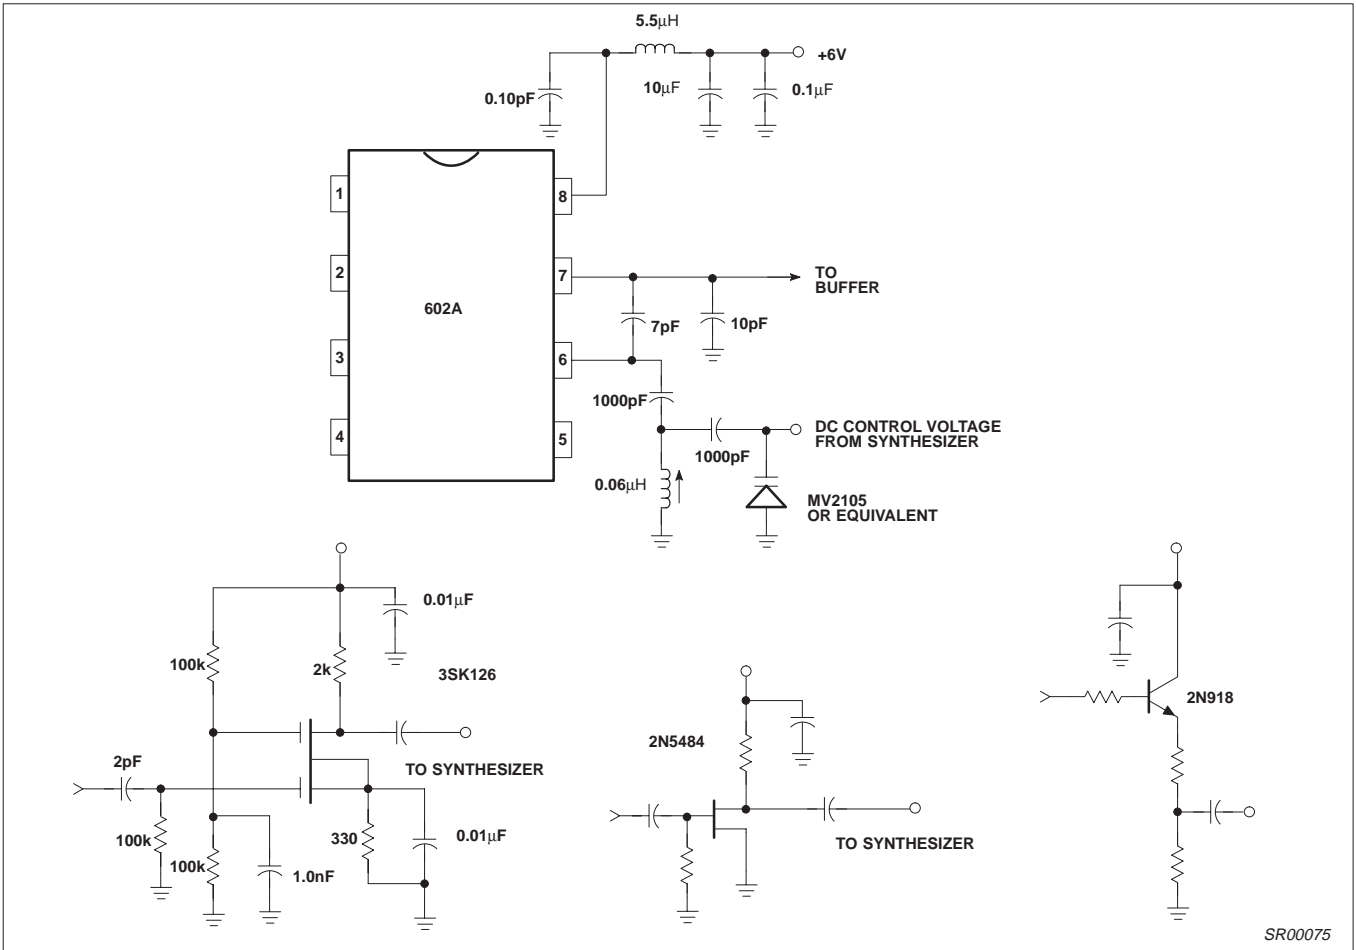 5.5µH
+6V
0.10pF
10µF
0.1µF
1
8
2
7
TO
BUFFER
602A
7pF
10pF
3
6
1000pF
4
5
DC CONTROL VOLTAGE
FROM SYNTHESIZER
1000pF
0.06µH
MV2105
OR EQUIVALENT
0.01µF
100k
2k
3SK126
2N918
2N5484
2pF
TO SYNTHESIZER
100k
330
0.01µF
TO SYNTHESIZER
100k
1.0nF
SR00075